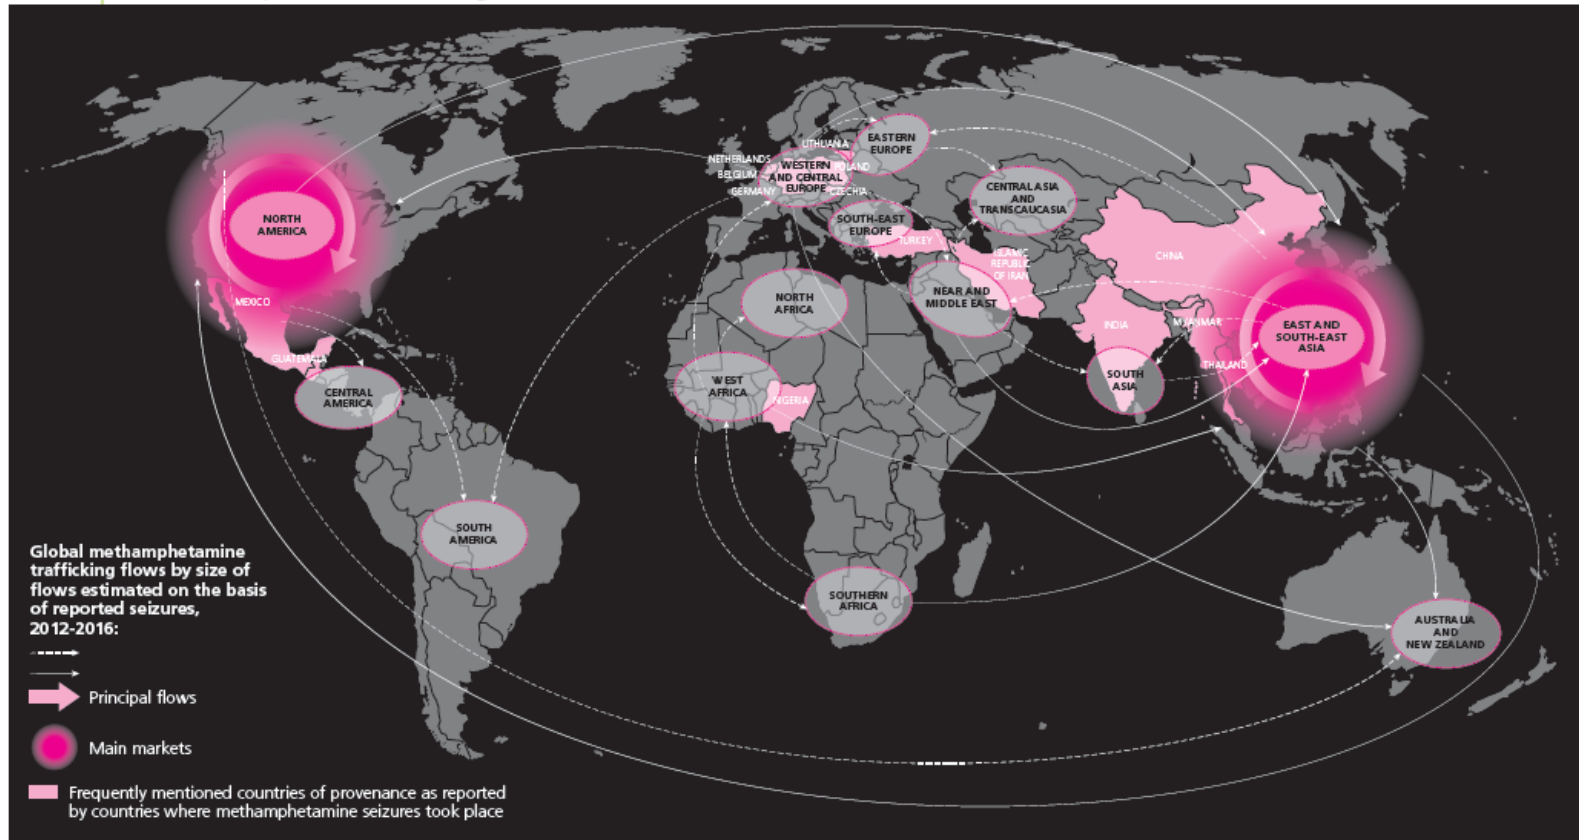 EASTERN
EUROPE
LITHUANIA
NETHERLANDS
BELGIUM
GERMANY
WESTERN
AND CENTRAL
EUROPE
POLAND
CZECHIA
NORTH
AMERICA
CENTRAL ASIA
AND
TRANSCAUCASIA
SOUTH-EAST
EUROPE
TURKEY
ISLAMIC
REPUBLIC
OF IRAN
CHINA
MEXICO
NORTH
AFRICA
NEAR AND
MIDDLE EAST
INDIA
MYANMAR
EAST AND
SOUTH-EAST
ASIA
GUATEMALA
THAILAND
CENTRAL
AMERICA
WEST
AFRICA
NIGERIA
SOUTH
ASIA
SOUTH
AMERICA
SOUTHERN
AFRICA
AUSTRALIA
AND
NEW ZEALAND
Global methamphetamine
trafficking flows by size of
flows estimated on the basis
of reported seizures,
2012-2016:
Principal flows
Main markets
Frequently mentioned countries of provenance as reported
by countries where methamphetamine seizures took place